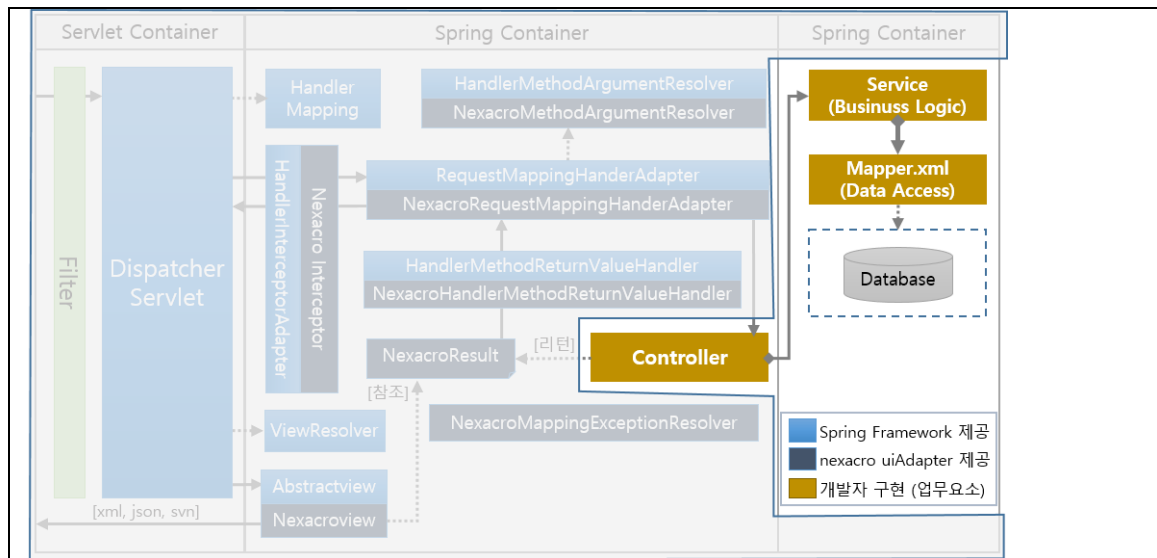 Servlet Container
Spring Container
Spring Container
Filter
Dispatcher
Servlet
Handler
Mapping
HandlerInterceptorAdapter
Nexacro Interceptor
HandlerMethodArgumentResolver
NexacroMethodArgumentResolver
RequestMappingHanderAdapter
NexacroRequestMappingHanderAdapter
HandlerMethodReturnValueHandler
NexacroHandlerMethodReturnValueHandler
NexacroResult
[리턴]
Controller
[참조]
NexacroMappingExceptionResolver
ViewResolver
Abstractview
Nexacroview
[xml, json, svn]
Service
(Businuss Logic)
Mapper.xml
(Data Access)
Database
Spring Framework 제공
nexacro uiAdapter 제공
개발자 구현 (업무요소)